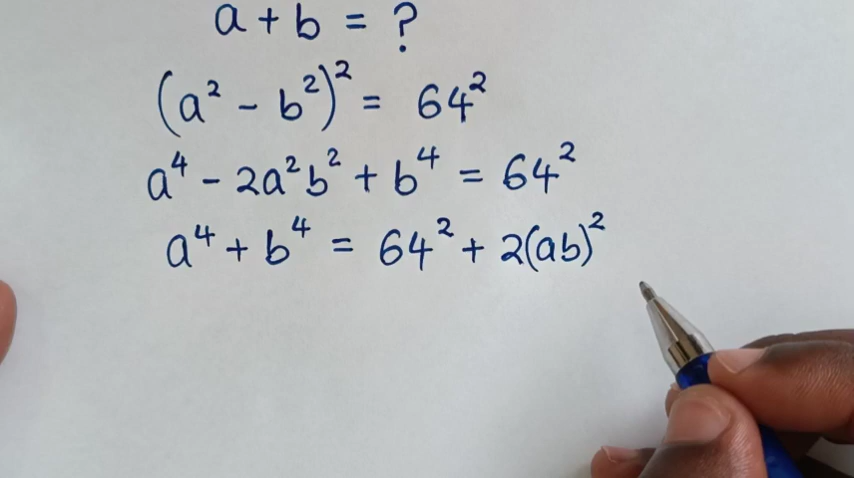 a + b = ?
(a² - b²)² = 64²
a⁴ - 2a²b² + b⁴ = 64²
a⁴ + b⁴ = 64² + 2(ab)²